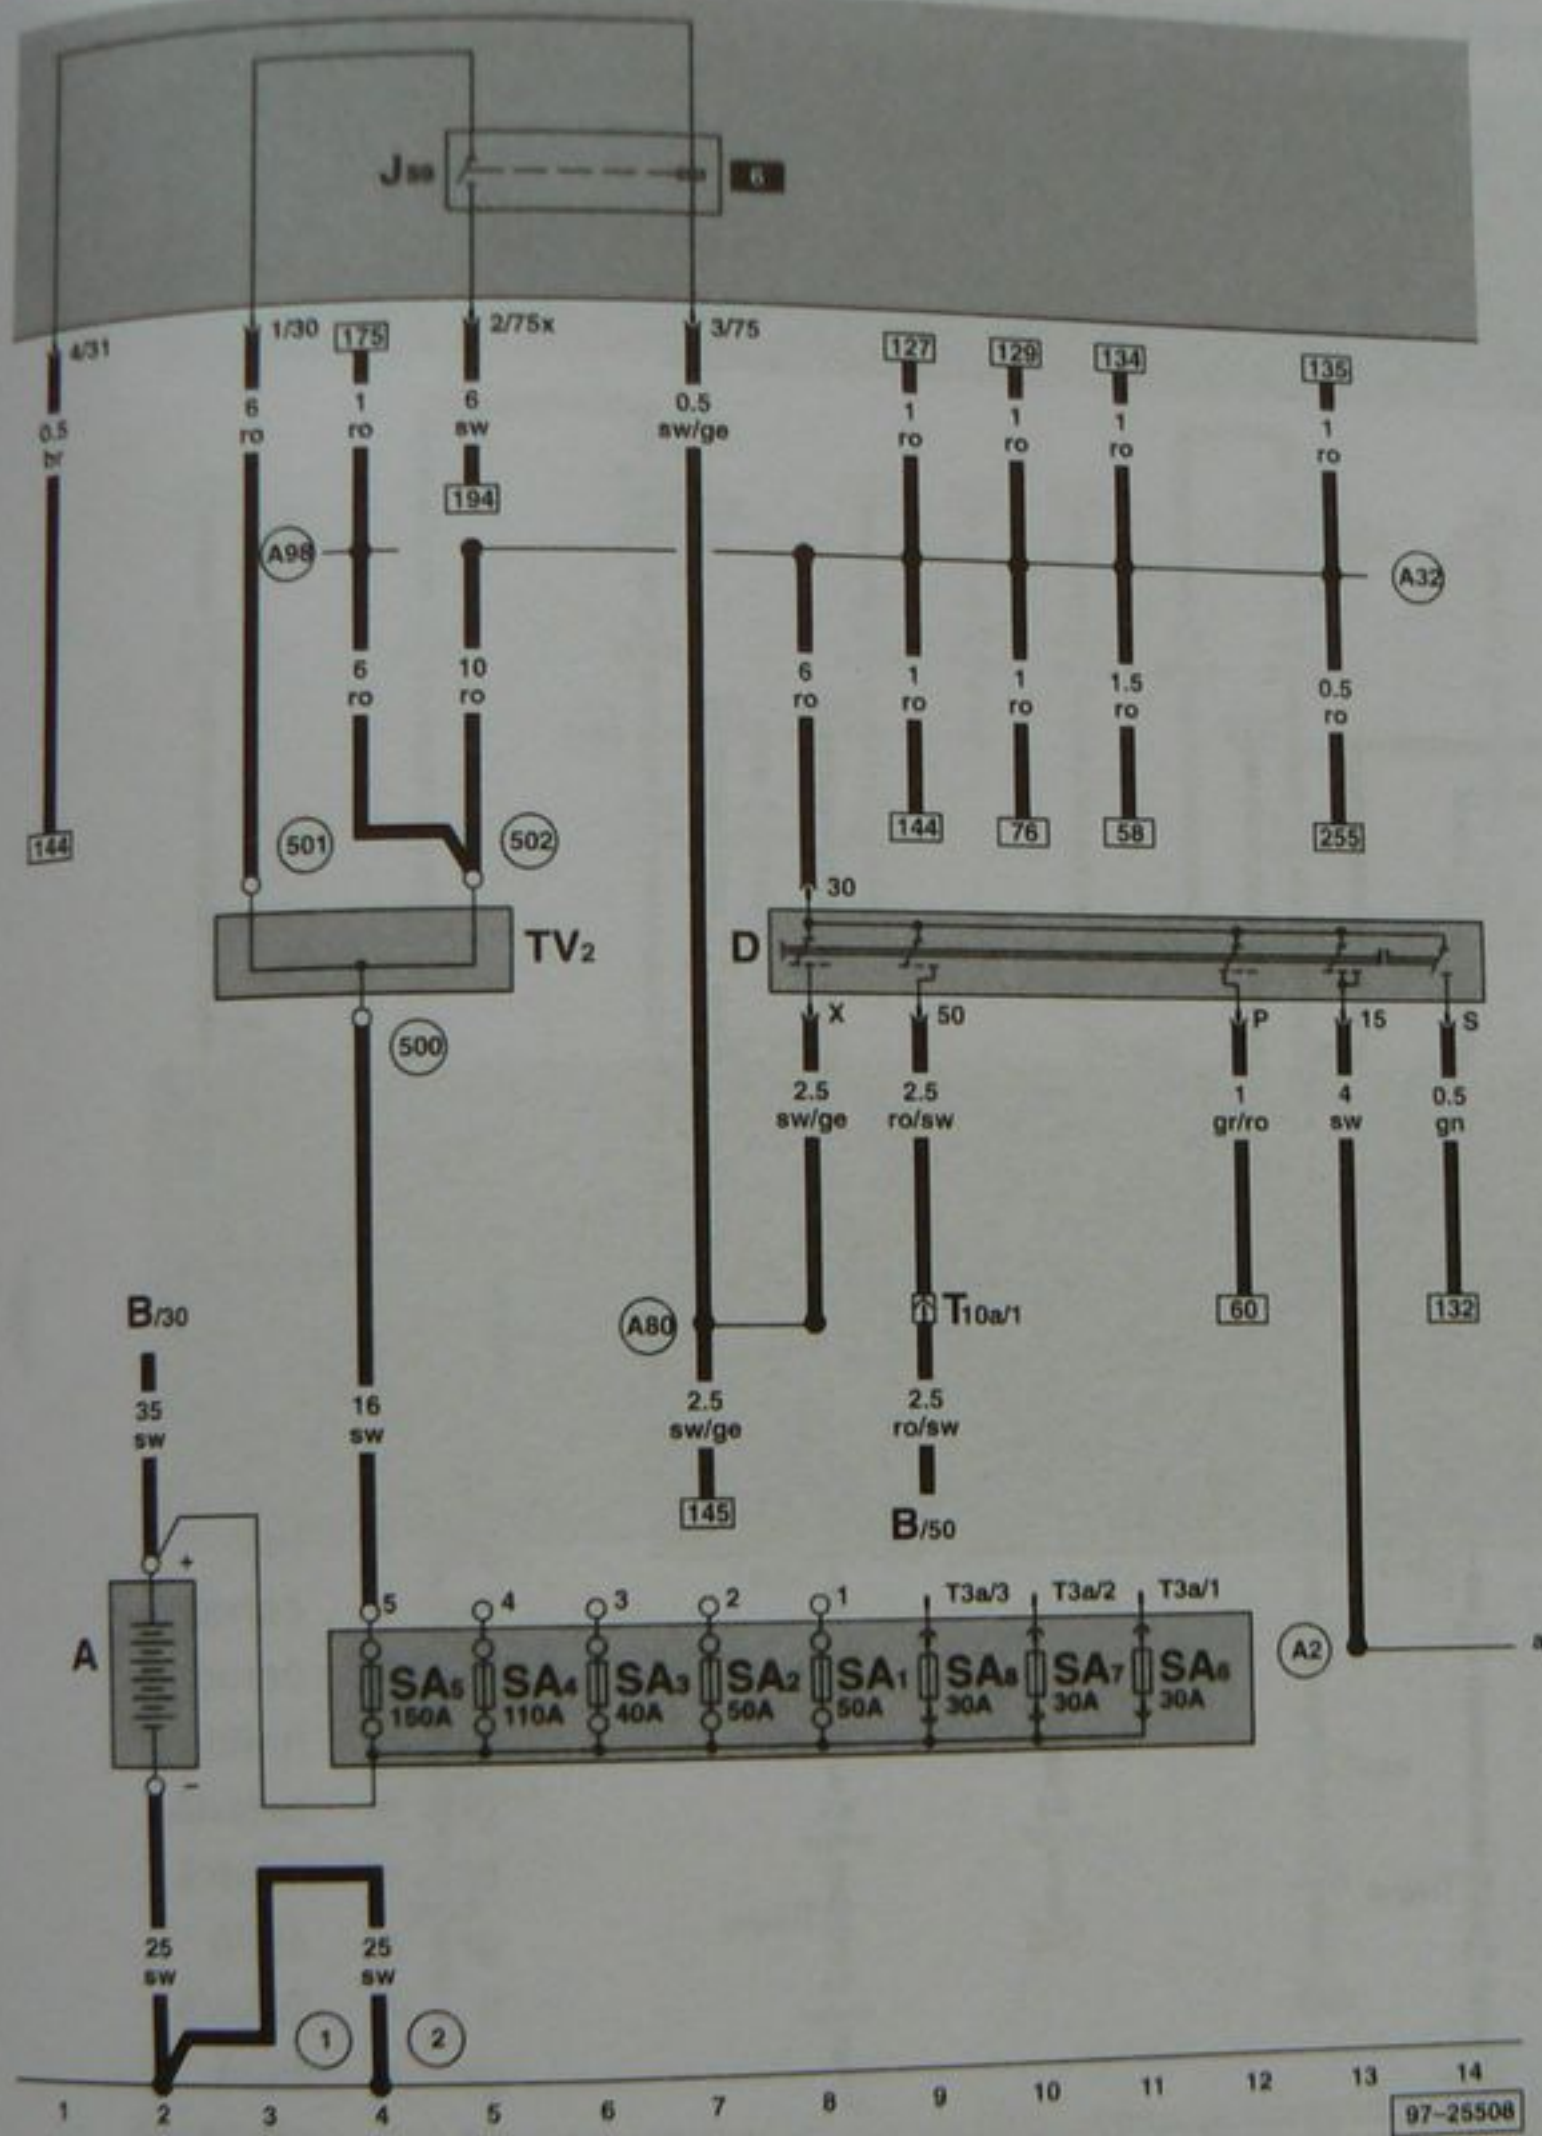 J59
6
4/31
1/30
175
2/75x
3/75
127
129
134
135
0.5
br
6
ro
1
ro
6
sw
0.5
sw/ge
1
ro
1
ro
1
ro
1
ro
194
A98
A32
6
ro
10
ro
6
ro
1
ro
1
ro
1.5
ro
0.5
ro
144
501
502
144
76
58
255
30
TV2
D
500
X
50
P
15
S
2.5
sw/ge
2.5
ro/sw
1
gr/ro
4
sw
0.5
gn
B/30
A80
T10a/1
60
132
35
sw
16
sw
2.5
sw/ge
2.5
ro/sw
145
B/50
+
5
4
3
2
1
T3a/3
T3a/2
T3a/1
A
A2
a
SA5
150A
SA4
110A
SA3
40A
SA2
50A
SA1
50A
SA8
30A
SA7
30A
SA6
30A
–
25
sw
25
sw
1
2
1
2
3
4
5
6
7
8
9
10
11
12
13
14
97-25508